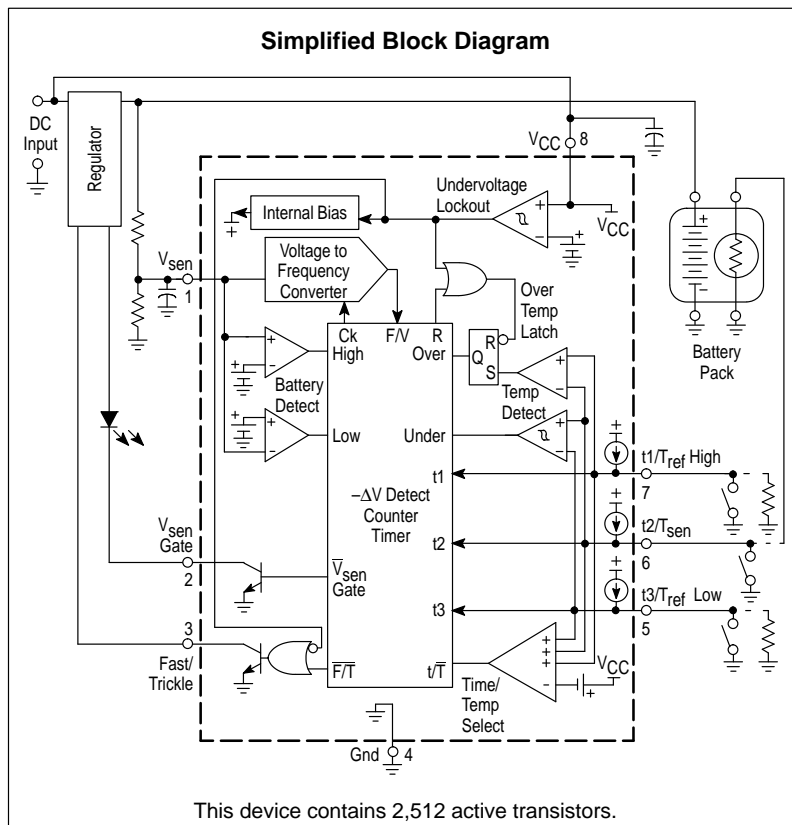 Simplified Block Diagram
DC
Input
Regulator
VCC 8
Undervoltage
Lockout
Internal Bias
VCC
Voltage to
Frequency
Converter
Vsen
1
Over
Temp
Latch
Ck
F/V
R
High
Over
R
Q
S
Battery
Detect
Temp
Detect
Battery
Pack
Low
Under
t1
t1/Tref High
7
–ΔV Detect
Counter
Timer
t2
t2/Tsen
6
Vsen
Gate
2
V̅sen
Gate
t3
t3/Tref Low
5
3
Fast/
Trickle
F/T̅
t/T̅
VCC
Time/
Temp
Select
Gnd 4
This device contains 2,512 active transistors.